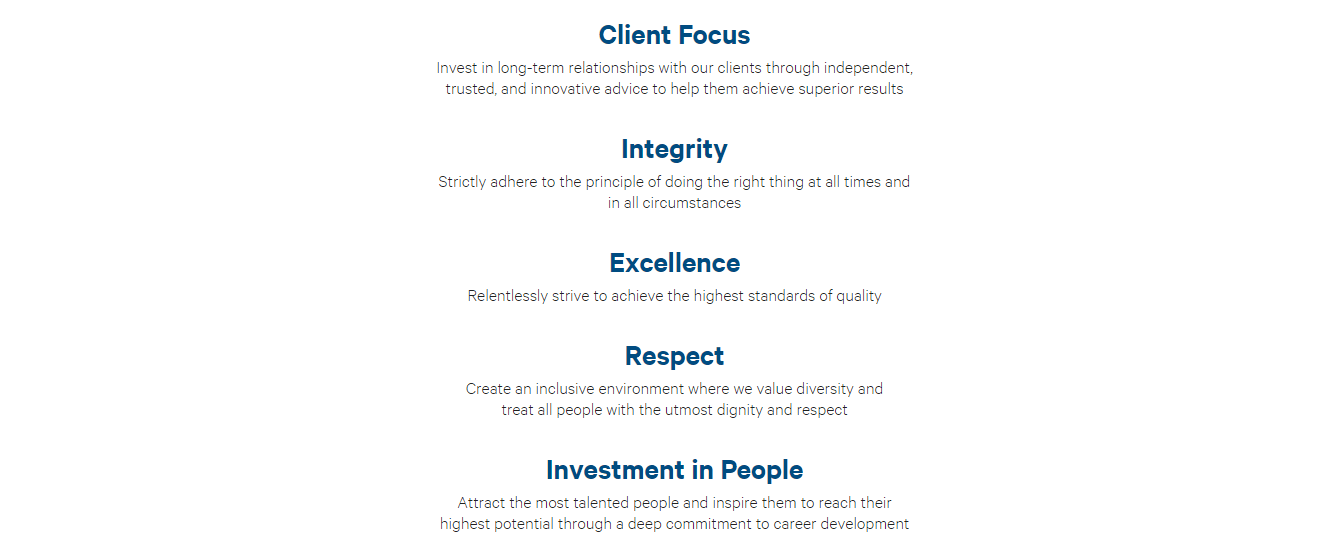 Client Focus
Invest in long-term relationships with our clients through independent,
trusted, and innovative advice to help them achieve superior results
Integrity
Strictly adhere to the principle of doing the right thing at all times and
in all circumstances
Excellence
Relentlessly strive to achieve the highest standards of quality
Respect
Create an inclusive environment where we value diversity and
treat all people with the utmost dignity and respect
Investment in People
Attract the most talented people and inspire them to reach their
highest potential through a deep commitment to career development